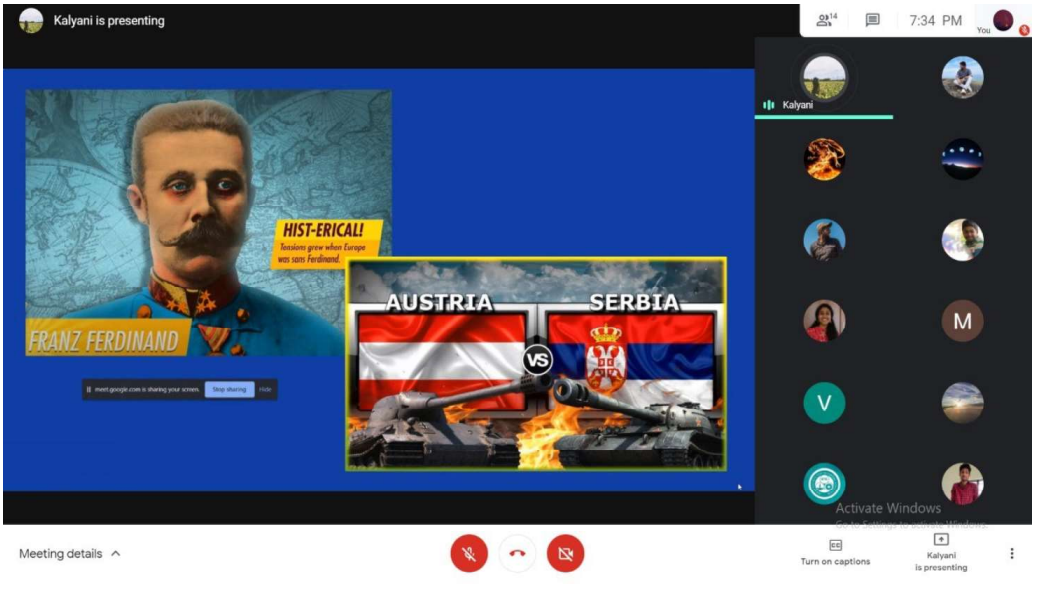 Kalyani is presenting
14
7:34 PM
You
Kalyani
HIST-ERICAL!
Tensions grew when Europe
was sans Ferdinand.
FRANZ FERDINAND
AUSTRIA
SERBIA
VS
meet.google.com is sharing your screen.
Stop sharing
Hide
M
V
Activate Windows
Go to Settings to activate Windows.
Meeting details
CC
Turn on captions
Kalyani
is presenting